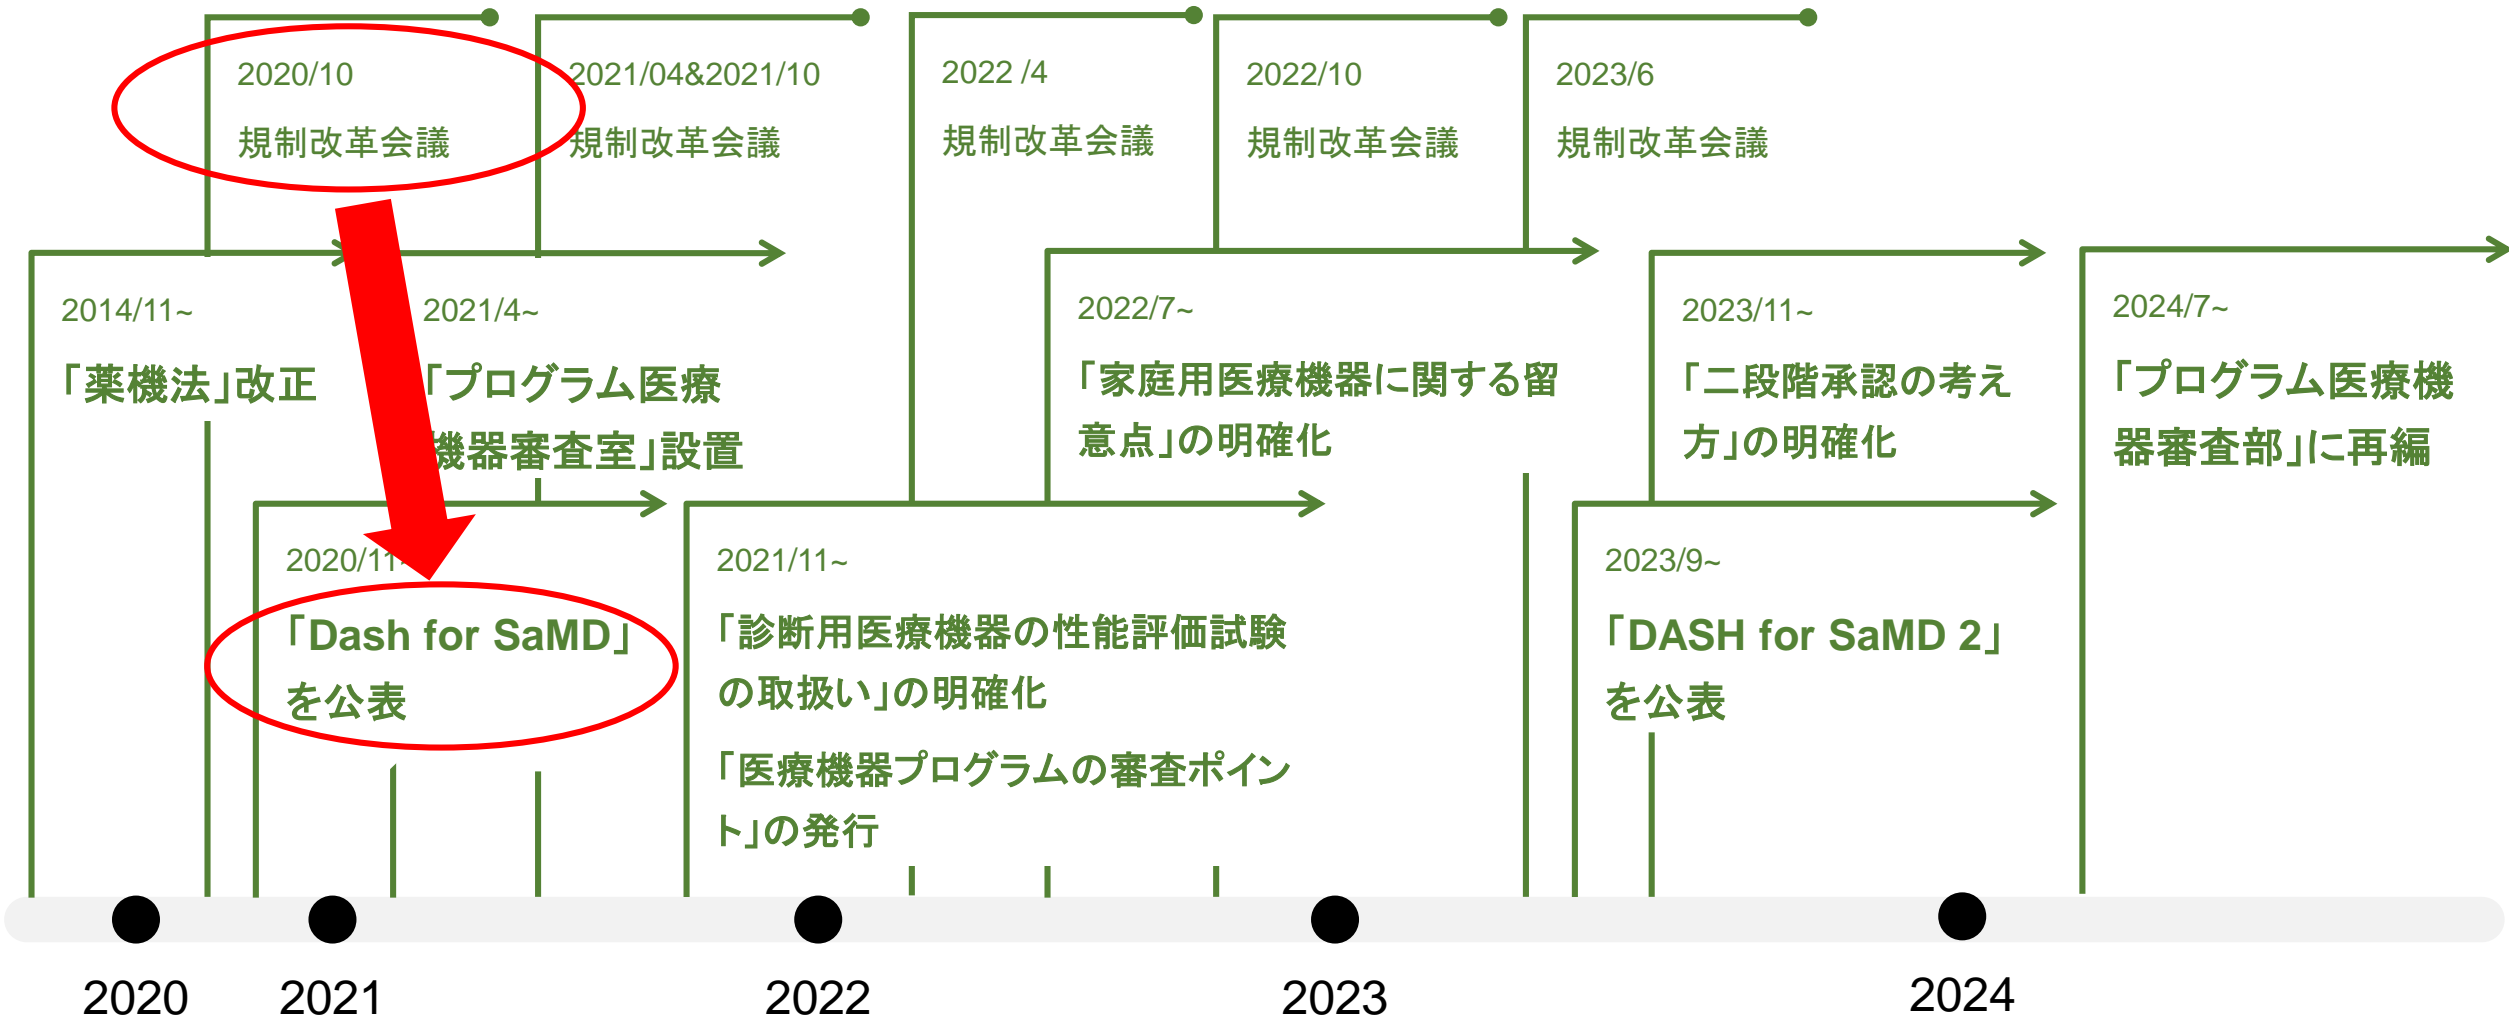 2020/10
規制改革会議
2021/04&2021/10
規制改革会議
2022 /4
規制改革会議
2022/10
規制改革会議
2023/6
規制改革会議
2014/11~
「薬機法」改正
2021/4~
「プログラム医療
機器審査室」設置
2022/7~
「家庭用医療機器に関する留
意点」の明確化
2023/11~
「二段階承認の考え
方」の明確化
2024/7~
「プログラム医療機
器審査部」に再編
2020/11~
「Dash for SaMD」
を公表
2021/11~
「診断用医療機器の性能評価試験
の取扱い」の明確化
「医療機器プログラムの審査ポイン
ト」の発行
2023/9~
「DASH for SaMD 2」
を公表
2020
2021
2022
2023
2024